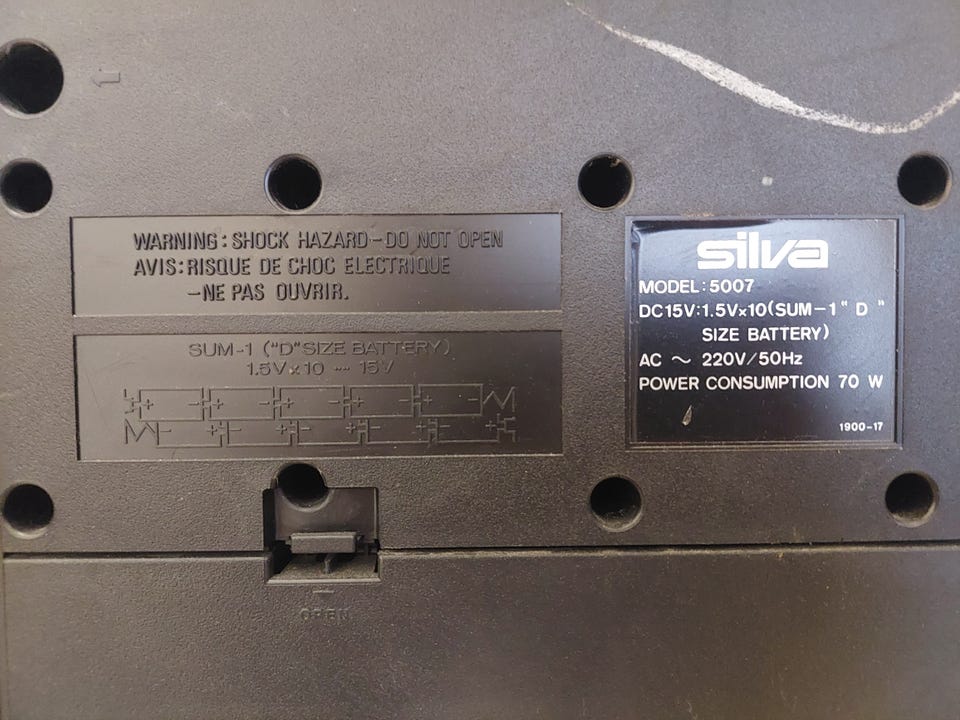 WARNING: SHOCK HAZARD-DO NOT OPEN
AVIS: RISQUE DE CHOC ELECTRIQUE
-NE PAS OUVRIR.
SUM-1 ("D" SIZE BATTERY)
1.5V x 10 --- 15V
silva
MODEL: 5007
DC15V: 1.5Vx10(SUM-1 "D"
SIZE BATTERY)
AC ~ 220V/50Hz
POWER CONSUMPTION 70 W
1900-17
OPEN